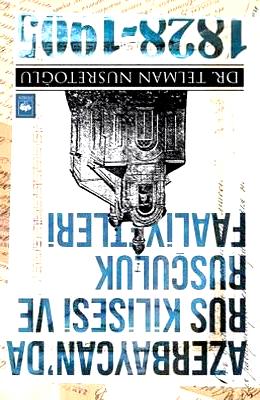 AZERBAYCAN'DA
RUS KİLİSESİ VE
RUSÇULUK
FAALİYETLERİ
DR. TELMAN NUSRETOĞLU
1828-1905